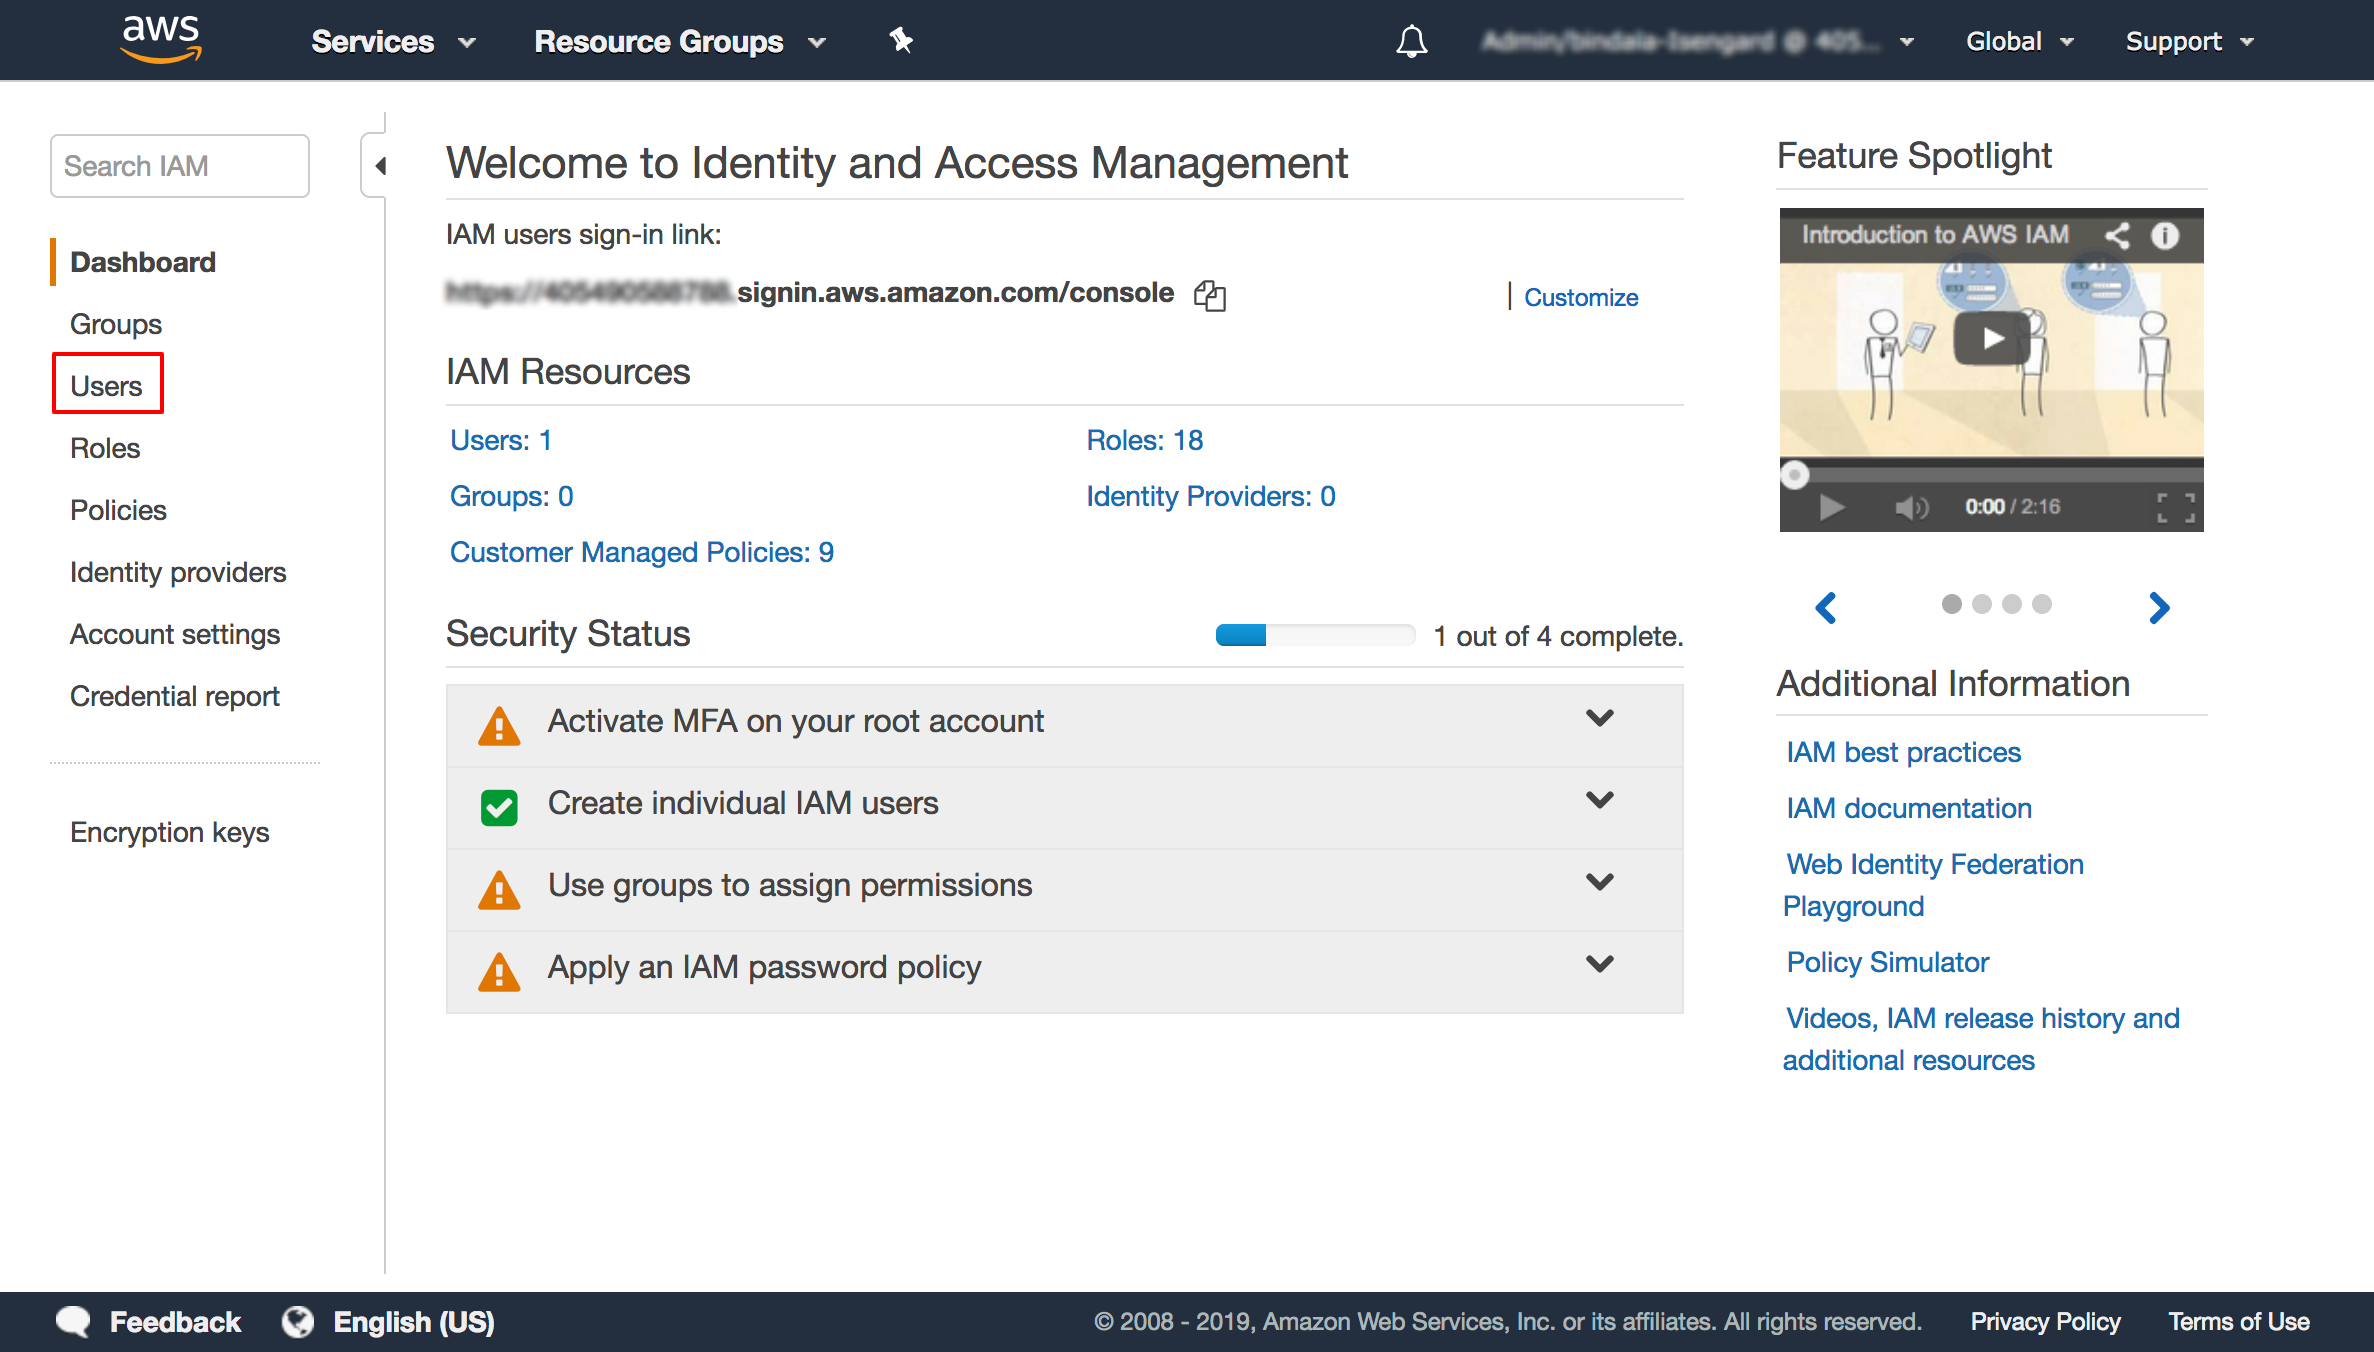 aws
Services
Resource Groups
Global
Support
Search IAM
Dashboard
Groups
Users
Roles
Policies
Identity providers
Account settings
Credential report
Encryption keys
Welcome to Identity and Access Management
IAM users sign-in link:
.signin.aws.amazon.com/console
| Customize
IAM Resources
Users: 1
Roles: 18
Groups: 0
Identity Providers: 0
Customer Managed Policies: 9
Security Status
1 out of 4 complete.
Activate MFA on your root account
Create individual IAM users
Use groups to assign permissions
Apply an IAM password policy
Feature Spotlight
Introduction to AWS IAM
0:00 / 2:16
Additional Information
IAM best practices
IAM documentation
Web Identity Federation
Playground
Policy Simulator
Videos, IAM release history and
additional resources
Feedback
English (US)
© 2008 - 2019, Amazon Web Services, Inc. or its affiliates. All rights reserved.
Privacy Policy
Terms of Use